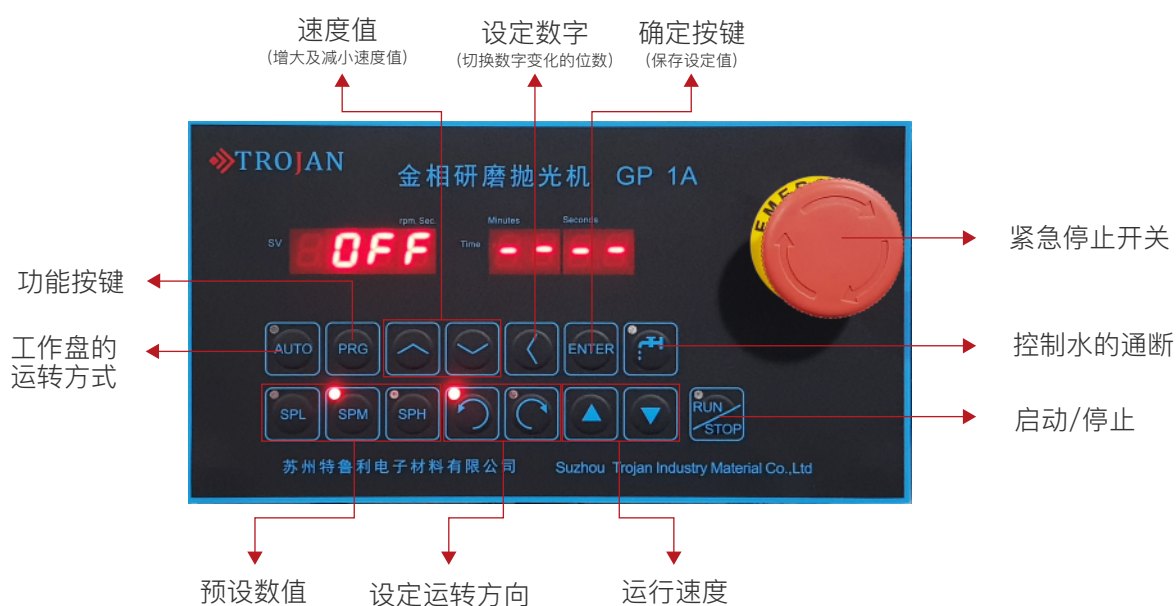 速度值
(增大及减小速度值)
设定数字
(切换数字变化的位数)
确定按键
(保存设定值)
TROJAN
金相研磨抛光机 GP 1A
EMER
rpm, Sec.
Minutes
Seconds
SV
OFF
Time
- - - -
紧急停止开关
功能按键
工作盘的
运转方式
AUTO
PRG
ENTER
控制水的通断
SPL
SPM
SPH
RUN
STOP
启动/停止
苏州特鲁利电子材料有限公司 Suzhou Trojan Industry Material Co.,Ltd
预设数值
设定运转方向
运行速度